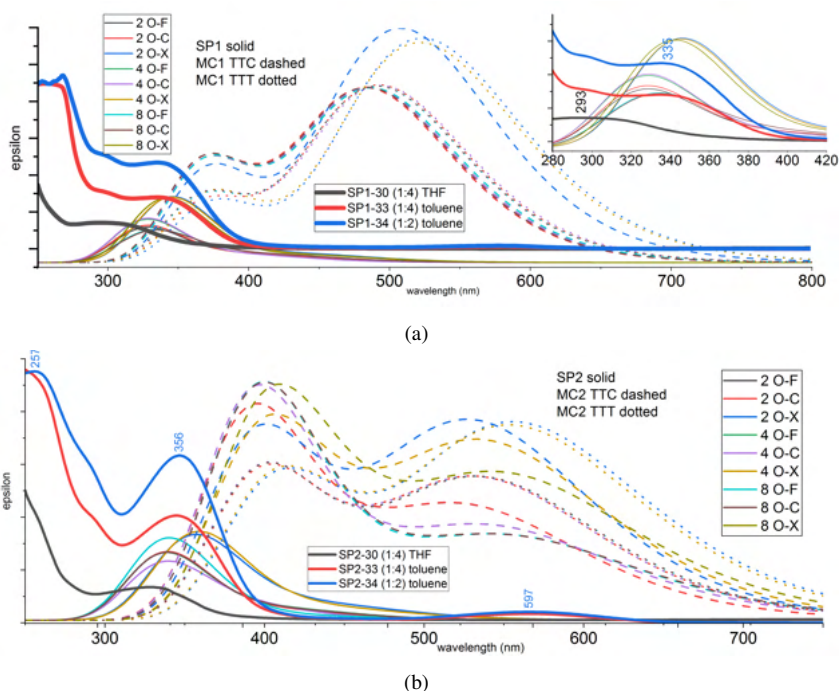 2 O-F
2 O-C
2 O-X
4 O-F
4 O-C
4 O-X
8 O-F
8 O-C
8 O-X
SP1 solid
MC1 TTC dashed
MC1 TTT dotted
SP1-30 (1:4) THF
SP1-33 (1:4) toluene
SP1-34 (1:2) toluene
epsilon
300
400
500
600
700
800
wavelength (nm)
293
335
280
300
320
340
360
380
400
420
(a)
257
356
597
SP2 solid
MC2 TTC dashed
MC2 TTT dotted
2 O-F
2 O-C
2 O-X
4 O-F
4 O-C
4 O-X
8 O-F
8 O-C
8 O-X
SP2-30 (1:4) THF
SP2-33 (1:4) toluene
SP2-34 (1:2) toluene
epsilon
300
400
500
600
700
wavelength (nm)
(b)